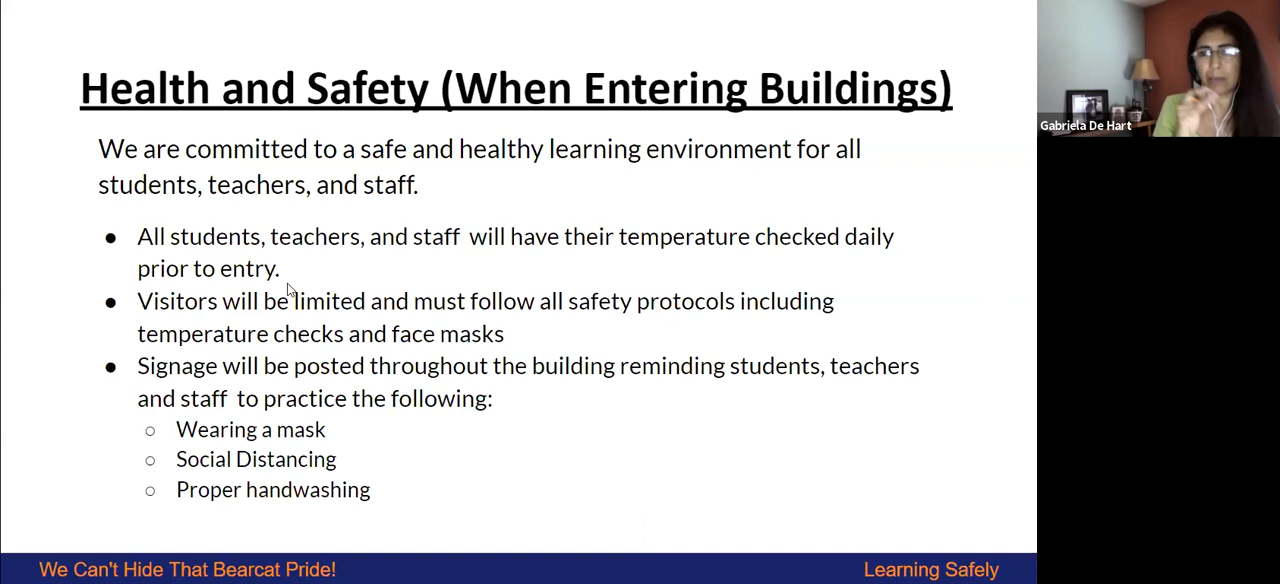 Health and Safety (When Entering Buildings)
We are committed to a safe and healthy learning environment for all
students, teachers, and staff.
● All students, teachers, and staff will have their temperature checked daily
prior to entry.
● Visitors will be limited and must follow all safety protocols including
temperature checks and face masks
● Signage will be posted throughout the building reminding students, teachers
and staff to practice the following:
○ Wearing a mask
○ Social Distancing
○ Proper handwashing
We Can't Hide That Bearcat Pride!
Learning Safely
Gabriela De Hart